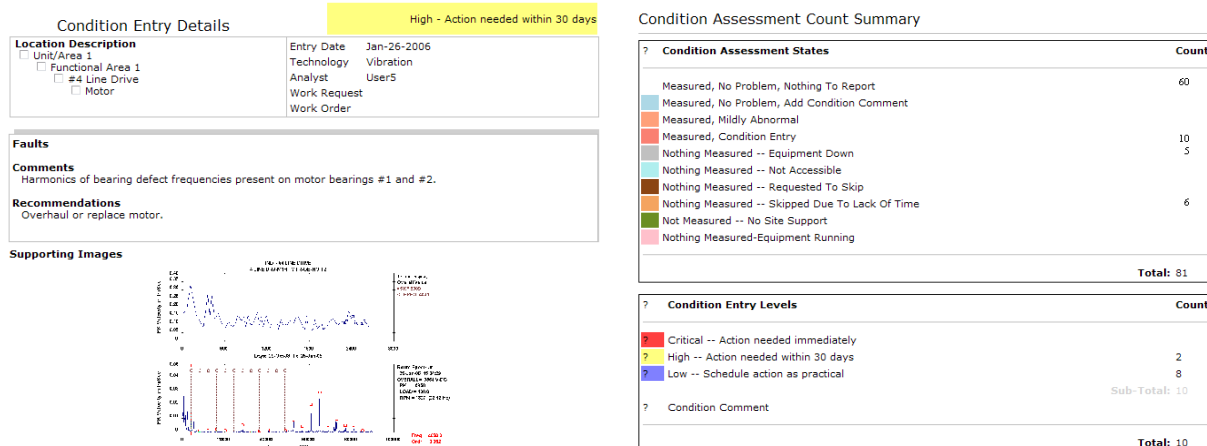 Condition Entry Details
High - Action needed within 30 days
Location Description
Unit/Area 1
Functional Area 1
#4 Line Drive
Motor
Entry Date Jan-26-2006
Technology Vibration
Analyst User5
Work Request
Work Order
Faults
Comments
Harmonics of bearing defect frequencies present on motor bearings #1 and #2.
Recommendations
Overhaul or replace motor.
Supporting Images
Condition Assessment Count Summary
? Condition Assessment States Count
Measured, No Problem, Nothing To Report 60
Measured, No Problem, Add Condition Comment
Measured, Mildly Abnormal
Measured, Condition Entry 10
Nothing Measured -- Equipment Down 5
Nothing Measured -- Not Accessible
Nothing Measured -- Requested To Skip
Nothing Measured -- Skipped Due To Lack Of Time 6
Not Measured -- No Site Support
Nothing Measured-Equipment Running
Total: 81
? Condition Entry Levels Count
? Critical -- Action needed immediately
? High -- Action needed within 30 days 2
? Low -- Schedule action as practical 8
Sub-Total: 10
? Condition Comment
Total: 10